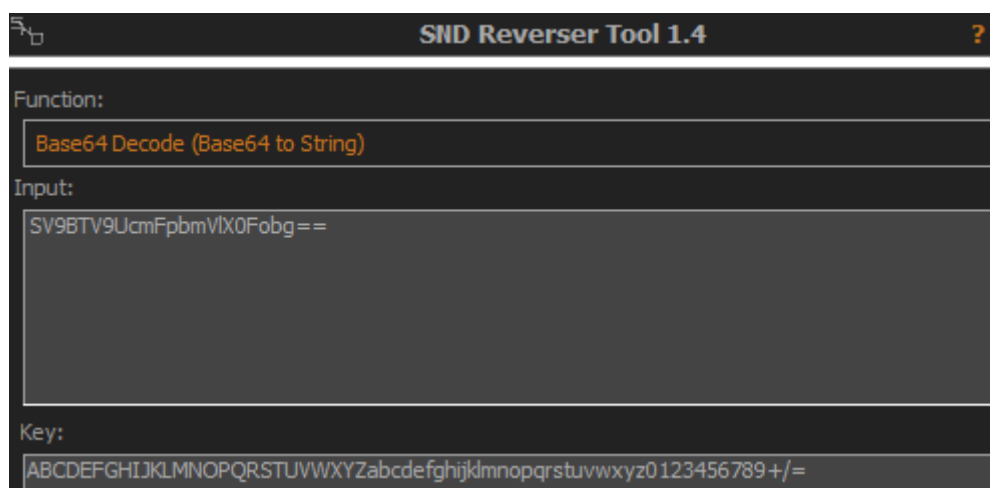 SND Reverser Tool 1.4 ?
Function:
Base64 Decode (Base64 to String)
Input:
SV9BTV9UcmFpbmVlX0Fobg==
Key:
ABCDEFGHIJKLMNOPQRSTUVWXYZabcdefghijklmnopqrstuvwxyz0123456789+/=